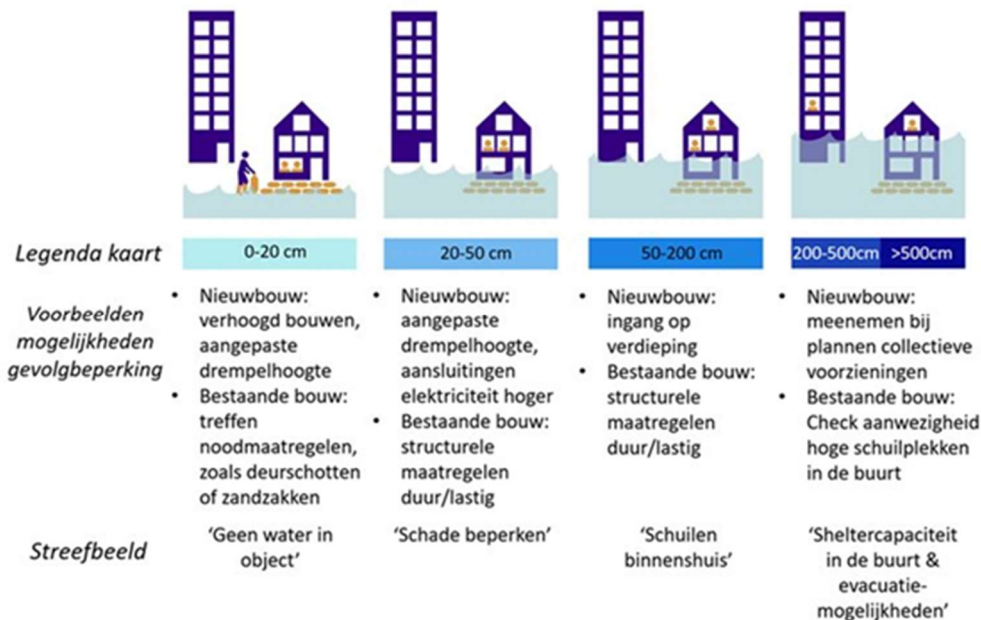 Legenda kaart
0-20 cm
20-50 cm
50-200 cm
200-500cm
>500cm
Voorbeelden
mogelijkheden
gevolgbeperking
• Nieuwbouw:
verhoogd bouwen,
aangepaste
drempelhoogte
• Bestaande bouw:
treffen
noodmaatregelen,
zoals deurschotten
of zandzakken
• Nieuwbouw:
aangepaste
drempelhoogte,
aansluitingen
elektriciteit hoger
• Bestaande bouw:
structurele
maatregelen
duur/lastig
• Nieuwbouw:
ingang op
verdieping
• Bestaande bouw:
structurele
maatregelen
duur/lastig
• Nieuwbouw:
meenemen bij
plannen collectieve
voorzieningen
• Bestaande bouw:
Check aanwezigheid
hoge schuilplekken
in de buurt
Streefbeeld
‘Geen water in
object’
‘Schade beperken’
‘Schuilen
binnenshuis’
‘Sheltercapaciteit
in de buurt &
evacuatie-
mogelijkheden’